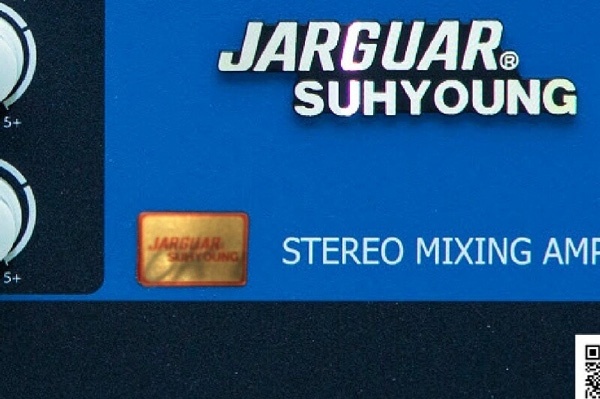 JARGUAR®
SUHYOUNG
5+
JARGUAR
SUHYOUNG
STEREO MIXING AMP
5+